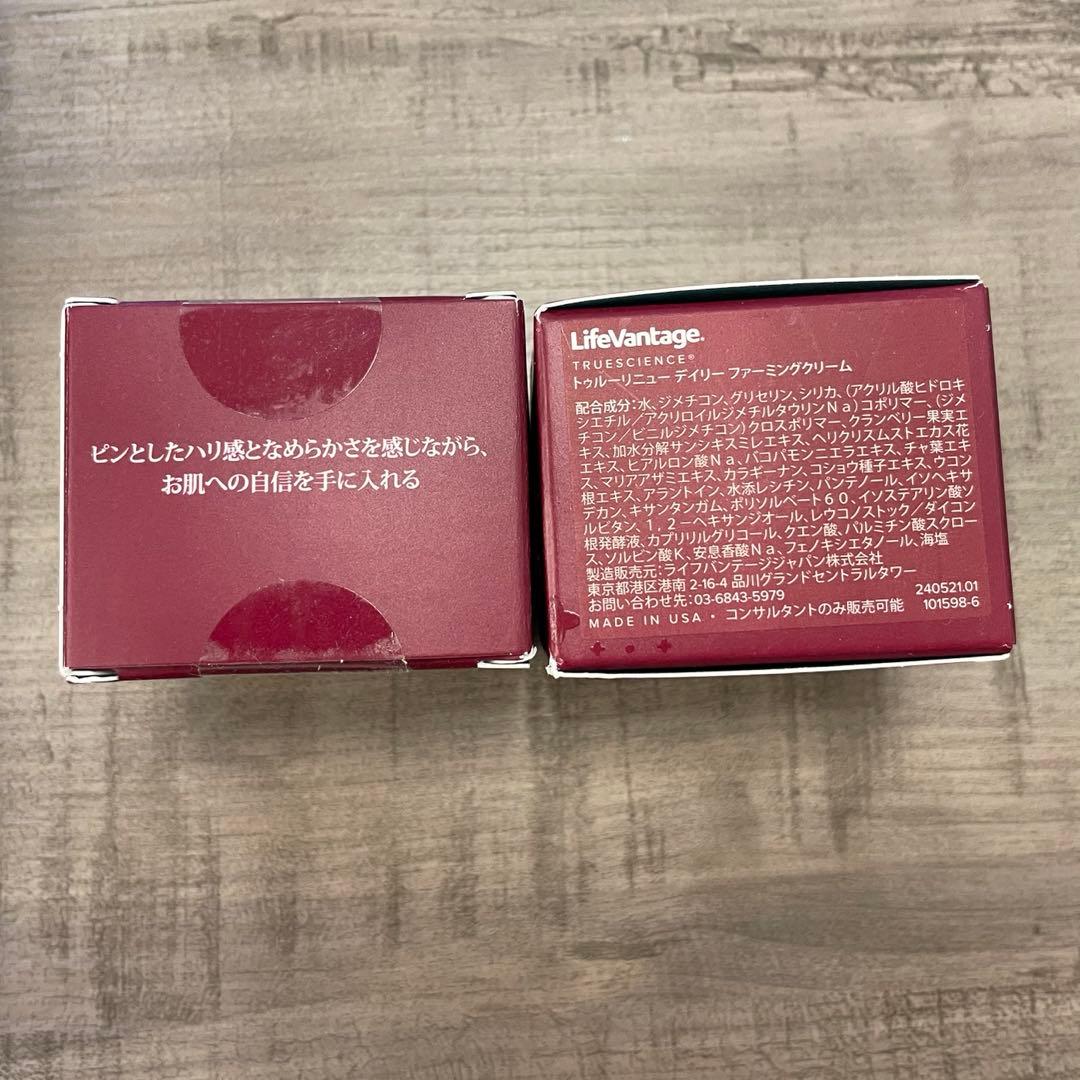 ピンとしたハリ感となめらかさを感じながら、
お肌への自信を手に入れる
LifeVantage®
TRUESCIENCE®
トゥルーリニュー デイリー ファーミングクリーム
配合成分:水、ジメチコン、グリセリン、シリカ、(アクリル酸ヒドロキ
シエチル/アクリロイルジメチルタウリンNa)コポリマー、(ジメ
チコン/ビニルジメチコン)クロスポリマー、クランベリー果実エ
キス、加水分解サンシキスミレエキス、ヘリクリスムストエカス花
エキス、ヒアルロン酸Na、バコパモンニエラエキス、チャ葉エキ
ス、マリアアザミエキス、カラギーナン、コショウ種子エキス、ウコン
根エキス、アラントイン、水添レシチン、パンテノール、イソヘキサ
デカン、キサンタンガム、ポリソルベート60、イソステアリン酸ソ
ルビタン、1,2-ヘキサンジオール、レウコノストック/ダイコン
根発酵液、カプリリルグリコール、クエン酸、パルミチン酸スクロー
ス、ソルビン酸K、安息香酸Na、フェノキシエタノール、海塩
製造販売元:ライフバンテージジャパン株式会社
東京都港区港南 2-16-4 品川グランドセントラルタワー
お問い合わせ先:03-6843-5979
240521.01
MADE IN USA・コンサルタントのみ販売可能
101598-6